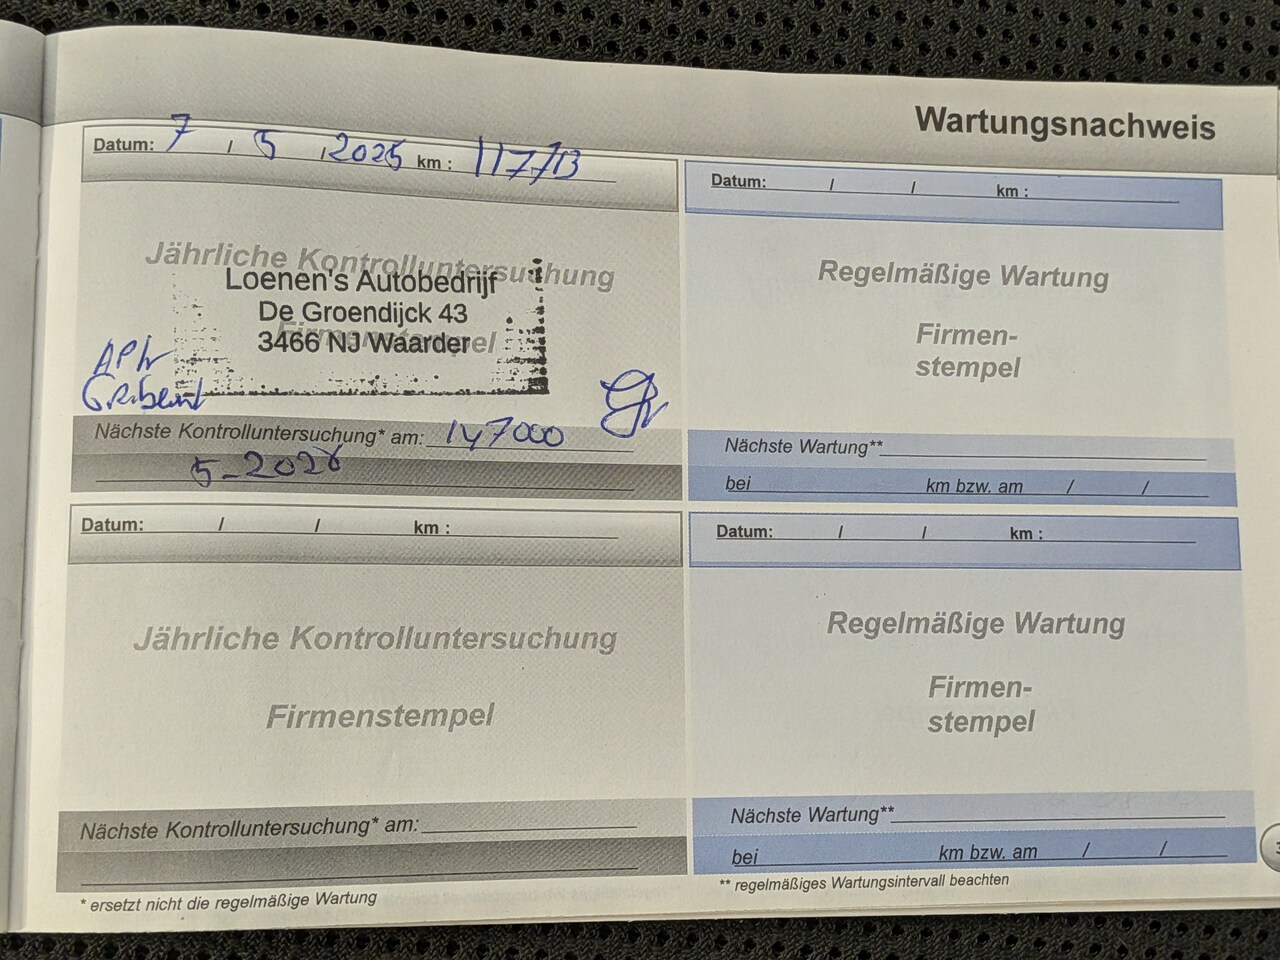 Wartungsnachweis
Datum: 7 / 5 / 2025 km : 117713
Jährliche Kontrolluntersuchung
Firmenstempel
Loenen's Autobedrijf
De Groendijck 43
3466 NJ Waarder
Nächste Kontrolluntersuchung* am: 147000
5-2026
Datum: / / km :
Regelmäßige Wartung
Firmen-
stempel
Nächste Wartung**
bei km bzw. am / /
Datum: / / km :
Jährliche Kontrolluntersuchung
Firmenstempel
Nächste Kontrolluntersuchung* am:
* ersetzt nicht die regelmäßige Wartung
Datum: / / km :
Regelmäßige Wartung
Firmen-
stempel
Nächste Wartung**
bei km bzw. am / /
** regelmäßiges Wartungsintervall beachten